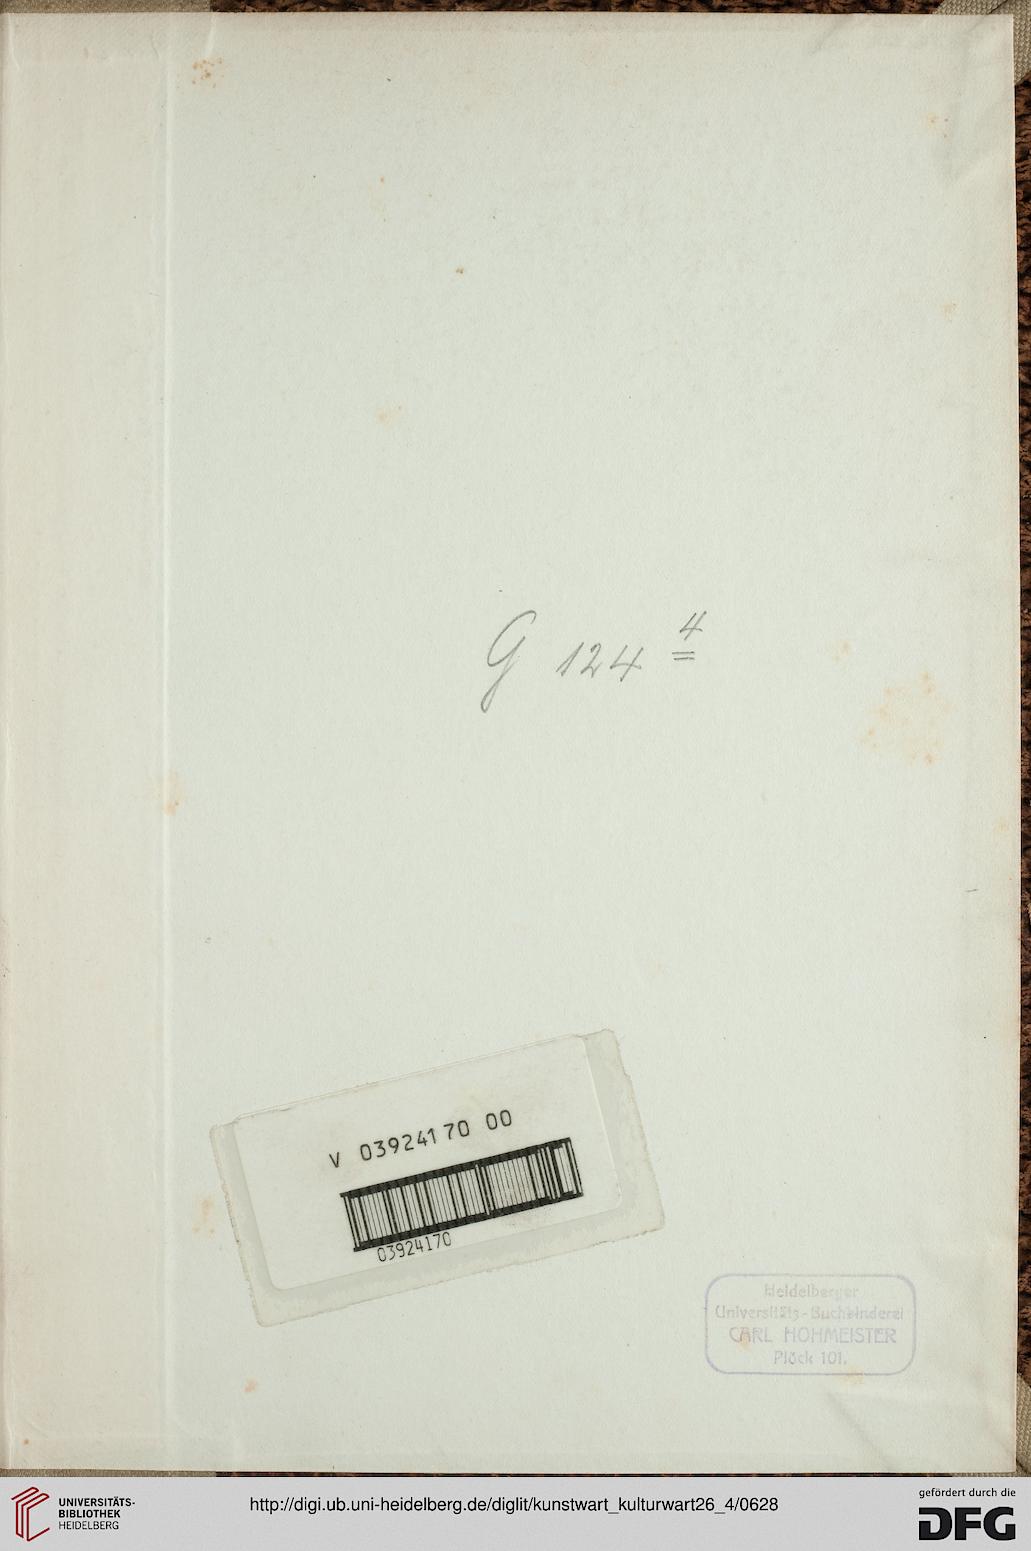 G 124 4
V 03924170 00
03924170
Heidelberger
Universitäts-Buchbinderei
CARL HOHMEISTER
Plöck 101.
UNIVERSITÄTS-
BIBLIOTHEK
HEIDELBERG
http://digi.ub.uni-heidelberg.de/diglit/kunstwart_kulturwart26_4/0628
gefördert durch die
DFG